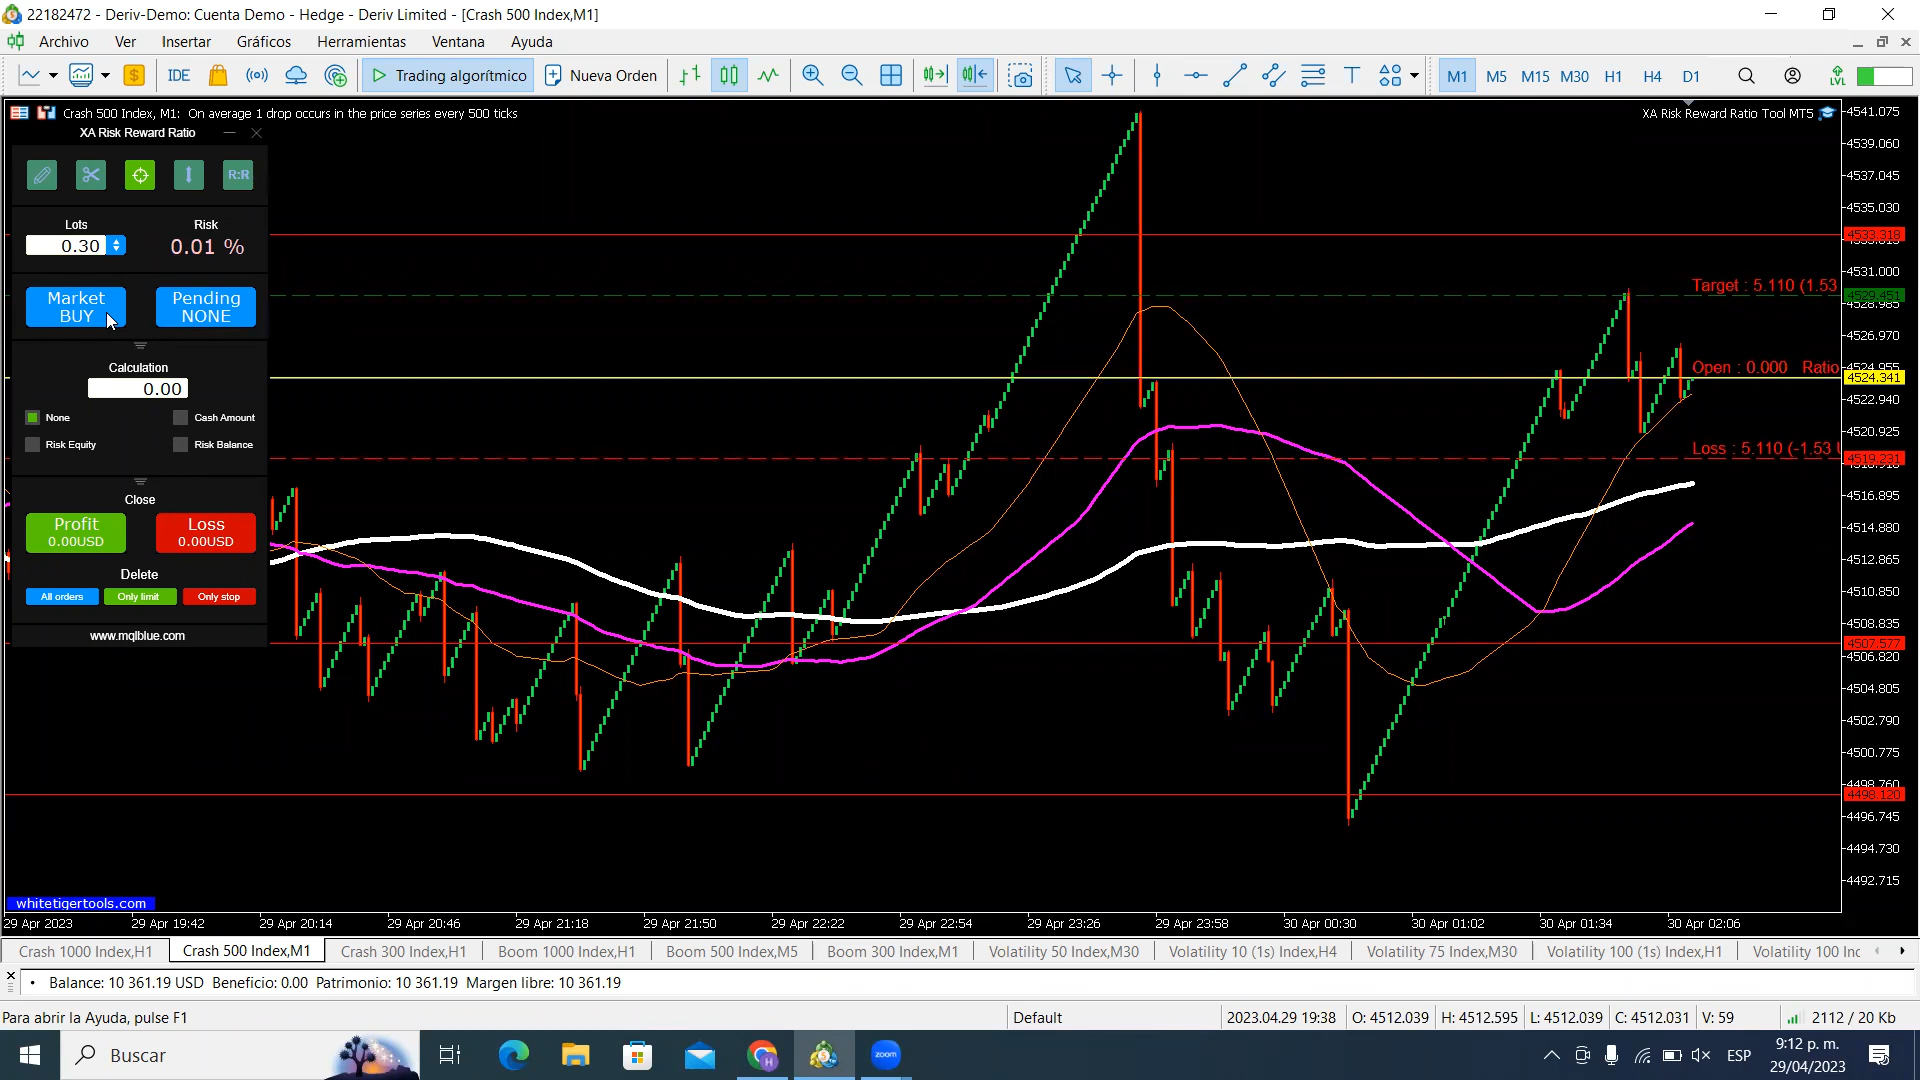 22182472 - Deriv-Demo: Cuenta Demo - Hedge - Deriv Limited - [Crash 500 Index,M1]
Archivo Ver Insertar Gráficos Herramientas Ventana Ayuda
IDE Trading algorítmico Nueva Orden M1 M5 M15 M30 H1 H4 D1
Crash 500 Index, M1: On average 1 drop occurs in the price series every 500 ticks
XA Risk Reward Ratio Tool MT5
XA Risk Reward Ratio
R:R
Lots Risk
0.30 0.01 %
Market BUY
Pending NONE
Calculation
0.00
None Cash Amount
Risk Equity Risk Balance
Close
Profit 0.00USD
Loss 0.00USD
Delete
All orders Only limit Only stop
www.mqlblue.com
Target : 5.110 (1.53
Open : 0.000 Ratio
Loss : 5.110 (-1.53
4541.075
4539.060
4537.045
4535.030
4533.318
4531.000
4529.451
4528.985
4526.970
4524.955
4524.341
4522.940
4520.925
4519.231
4516.895
4514.880
4512.865
4510.850
4508.835
4507.577
4506.820
4504.805
4502.790
4500.775
4498.760
4498.120
4496.745
4494.730
4492.715
whitetigertools.com
29 Apr 2023 29 Apr 19:42 29 Apr 20:14 29 Apr 20:46 29 Apr 21:18 29 Apr 21:50 29 Apr 22:22 29 Apr 22:54 29 Apr 23:26 29 Apr 23:58 30 Apr 00:30 30 Apr 01:02 30 Apr 01:34 30 Apr 02:06
Crash 1000 Index,H1 Crash 500 Index,M1 Crash 300 Index,H1 Boom 1000 Index,H1 Boom 500 Index,M5 Boom 300 Index,M1 Volatility 50 Index,M30 Volatility 10 (1s) Index,H4 Volatility 75 Index,M30 Volatility 100 (1s) Index,H1 Volatility 100 Inc
Balance: 10 361.19 USD Beneficio: 0.00 Patrimonio: 10 361.19 Margen libre: 10 361.19
Para abrir la Ayuda, pulse F1 Default 2023.04.29 19:38 O: 4512.039 H: 4512.595 L: 4512.039 C: 4512.031 V: 59 2112 / 20 Kb
Buscar zoom ESP 9:12 p. m.
29/04/2023